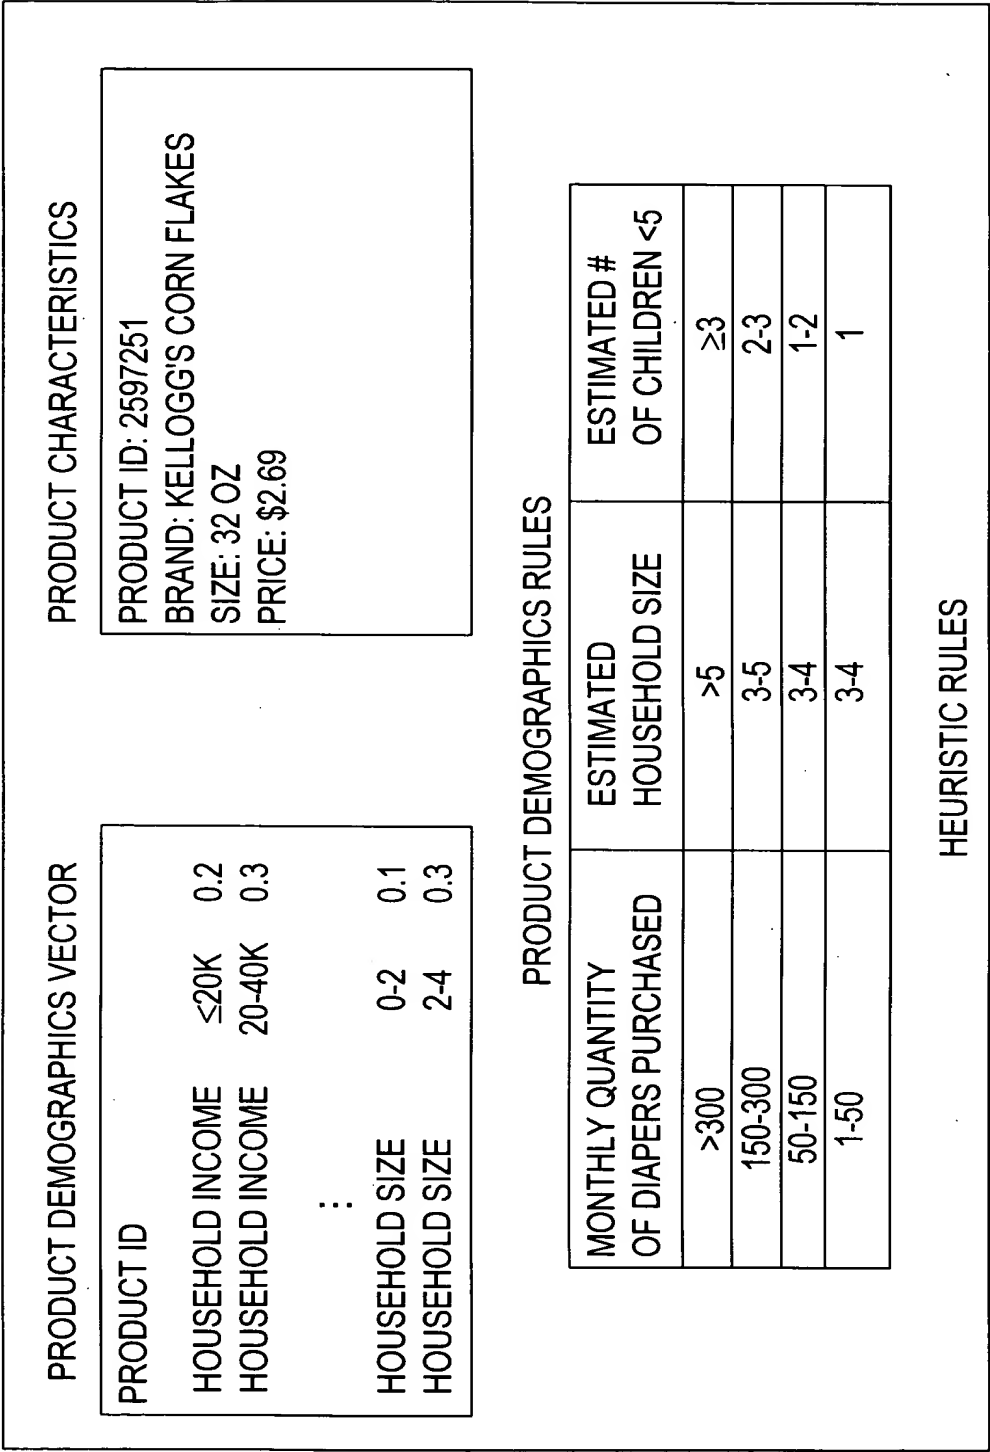 PRODUCT DEMOGRAPHICS VECTOR
PRODUCT ID
HOUSEHOLD INCOME ≤20K 0.2
HOUSEHOLD INCOME 20-40K 0.3
⋮
HOUSEHOLD SIZE 0-2 0.1
HOUSEHOLD SIZE 2-4 0.3
PRODUCT CHARACTERISTICS
PRODUCT ID: 2597251
BRAND: KELLOGG'S CORN FLAKES
SIZE: 32 OZ
PRICE: $2.69
PRODUCT DEMOGRAPHICS RULES
MONTHLY QUANTITY
OF DIAPERS PURCHASED
ESTIMATED
HOUSEHOLD SIZE
ESTIMATED #
OF CHILDREN <5
>300 >5 ≥3
150-300 3-5 2-3
50-150 3-4 1-2
1-50 3-4 1
HEURISTIC RULES